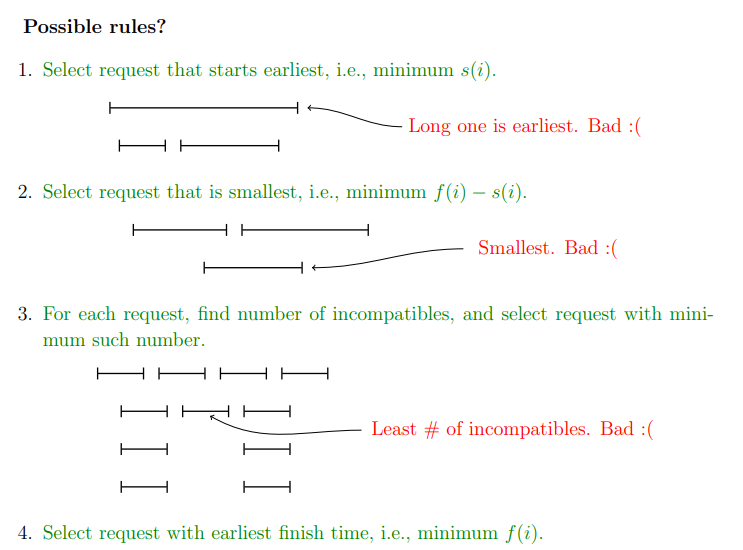 Possible rules?
1. Select request that starts earliest, i.e., minimum s(i).
Long one is earliest. Bad :(
2. Select request that is smallest, i.e., minimum f(i) − s(i).
Smallest. Bad :(
3. For each request, find number of incompatibles, and select request with mini-
mum such number.
Least # of incompatibles. Bad :(
4. Select request with earliest finish time, i.e., minimum f(i).